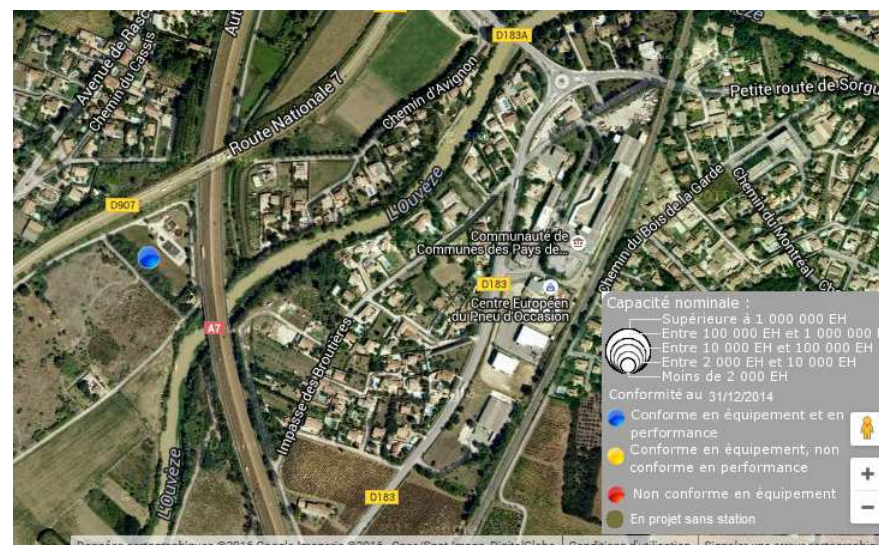 D183A
Avenue de Rasc
Chemin du Cassis
Aut
Route Nationale 7
Chemin d'Avignon
L'Ouvèze
Petite route de Sorgu
D907
L'Ouvèze
Chemin du Bois de la Garde
Chemin du Montréal
Ch
Communauté de
Communes des Pays de...
D183
Centre Européen
du Pneu d'Occasion
A7
Impasse des Broutières
L'Ouvèze
D183
Capacité nominale :
Supérieure à 1 000 000 EH
Entre 100 000 EH et 1 000 000 E
Entre 10 000 EH et 100 000 EH
Entre 2 000 EH et 10 000 EH
Moins de 2 000 EH
Conformité au 31/12/2014
Conforme en équipement et en
performance
Conforme en équipement, non
conforme en performance
Non conforme en équipement
En projet sans station